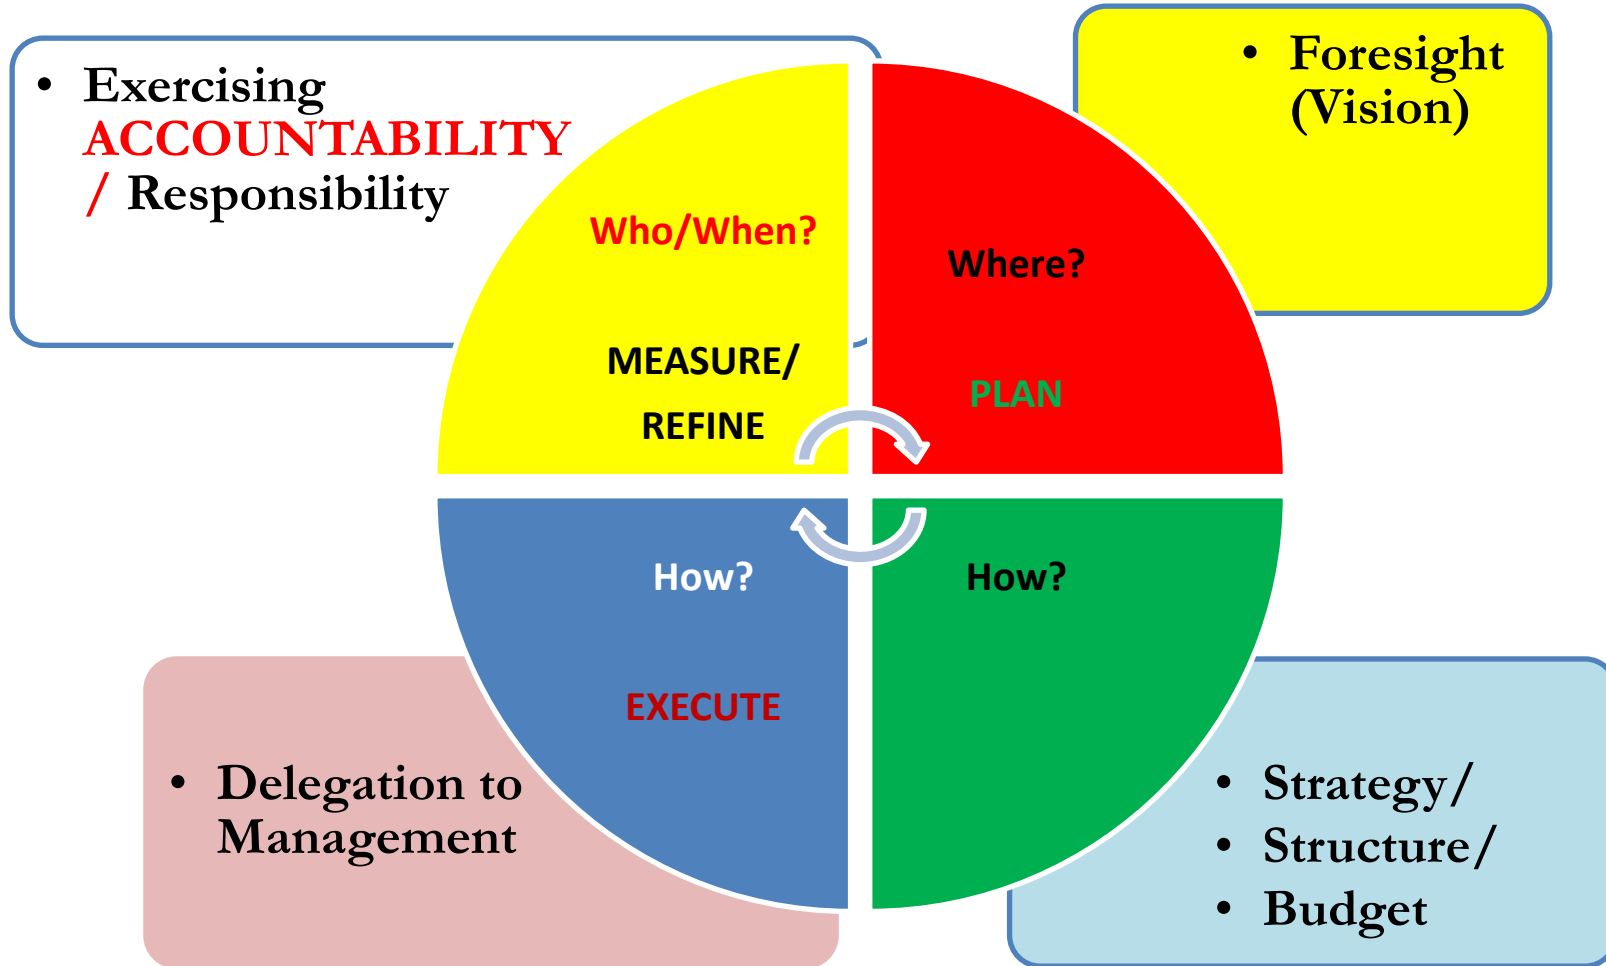 • Exercising
ACCOUNTABILITY
/ Responsibility
• Foresight
(Vision)
Who/When?
MEASURE/
REFINE
Where?
PLAN
How?
EXECUTE
How?
• Delegation to
Management
• Strategy/
• Structure/
• Budget